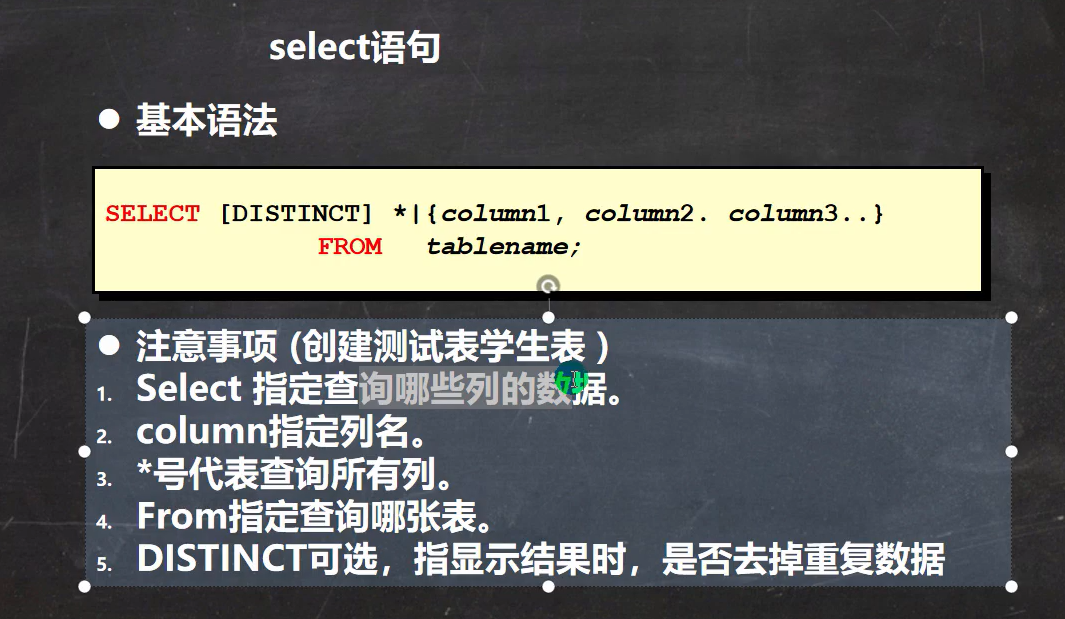 select语句
● 基本语法
SELECT [DISTINCT] *|{column1, column2. column3..}
FROM tablename;
● 注意事项 (创建测试表学生表 )
1. Select 指定查询哪些列的数据。
2. column指定列名。
3. *号代表查询所有列。
4. From指定查询哪张表。
5. DISTINCT可选，指显示结果时，是否去掉重复数据